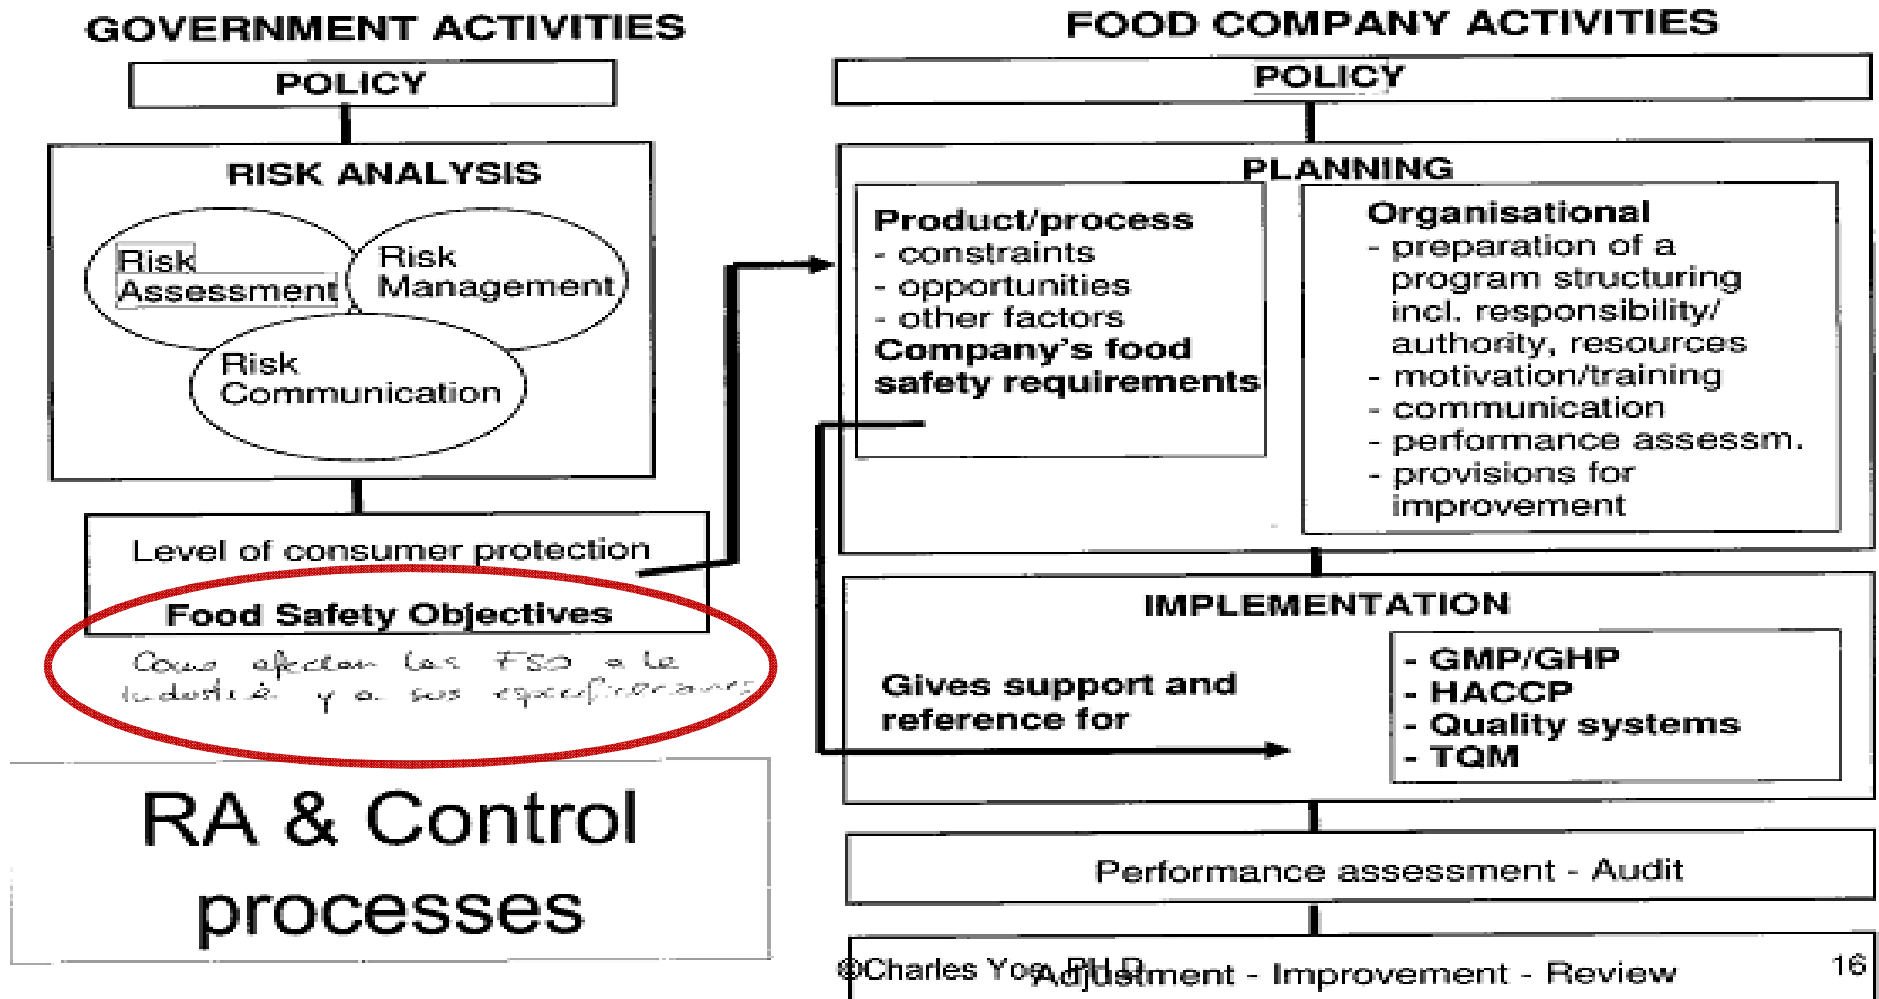 GOVERNMENT ACTIVITIES
POLICY
RISK ANALYSIS
Risk
Assessment
Risk
Management
Risk
Communication
Level of consumer protection
Food Safety Objectives
Como afectan las FSO a la
industria y a sus especificaciones
RA & Control
processes
FOOD COMPANY ACTIVITIES
POLICY
PLANNING
Product/process
- constraints
- opportunities
- other factors
Company's food
safety requirements
Organisational
- preparation of a
program structuring
incl. responsibility/
authority, resources
- motivation/training
- communication
- performance assessm.
- provisions for
improvement
IMPLEMENTATION
Gives support and
reference for
- GMP/GHP
- HACCP
- Quality systems
- TQM
Performance assessment - Audit
Adjustment - Improvement - Review
©Charles Yoe, PH.D.
16